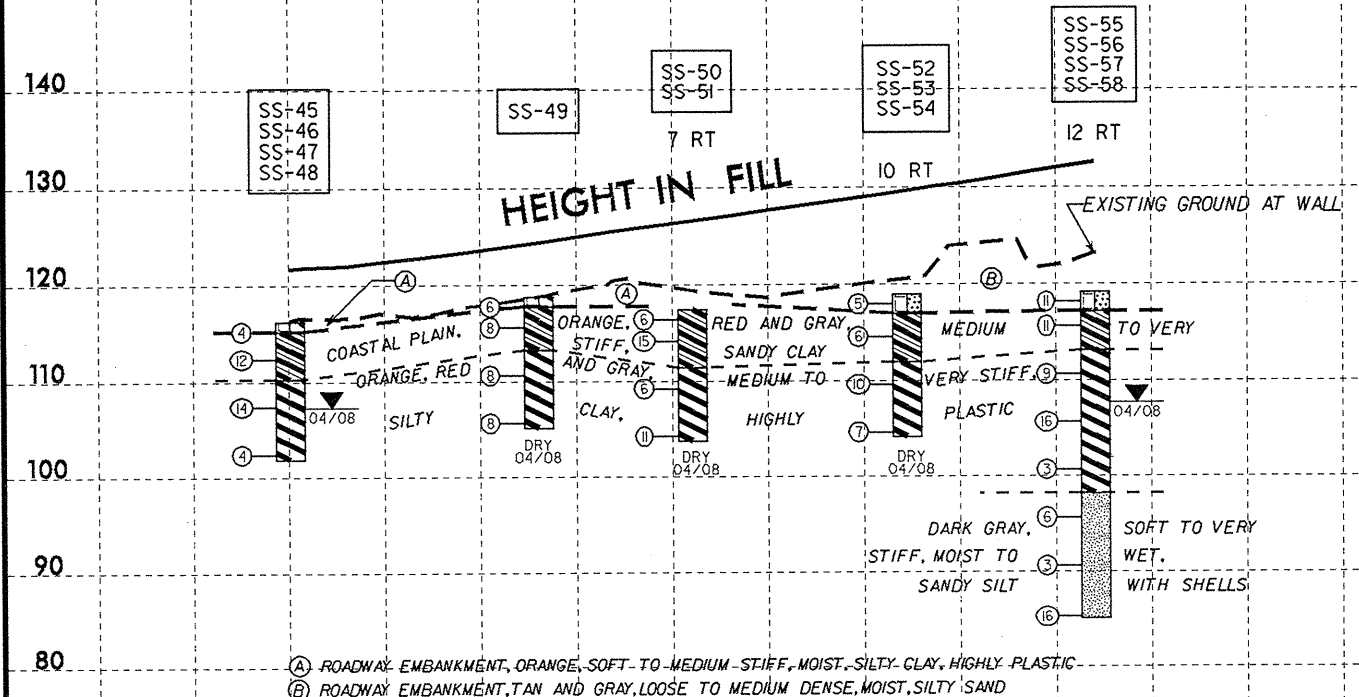 SS-55
SS-56
SS-57
SS-58
12 RT
SS-50
SS-51
7 RT
SS-52
SS-53
SS-54
10 RT
SS-49
SS-45
SS-46
SS-47
SS-48
140
130
120
110
100
90
80
HEIGHT IN FILL
EXISTING GROUND AT WALL
A
A
B
4
12
14
4
6
8
8
8
6
15
6
11
5
6
10
7
11
11
9
16
3
6
3
16
COASTAL PLAIN, ORANGE, RED AND GRAY, MEDIUM TO VERY
STIFF, SANDY CLAY
ORANGE, RED AND GRAY, MEDIUM TO VERY STIFF,
SILTY CLAY, HIGHLY PLASTIC
04/08
DRY
04/08
DRY
04/08
DRY
04/08
04/08
DARK GRAY, SOFT TO VERY
STIFF, MOIST TO WET,
SANDY SILT WITH SHELLS
A ROADWAY EMBANKMENT, ORANGE, SOFT TO MEDIUM STIFF, MOIST, SILTY CLAY, HIGHLY PLASTIC
B ROADWAY EMBANKMENT, TAN AND GRAY, LOOSE TO MEDIUM DENSE, MOIST, SILTY SAND